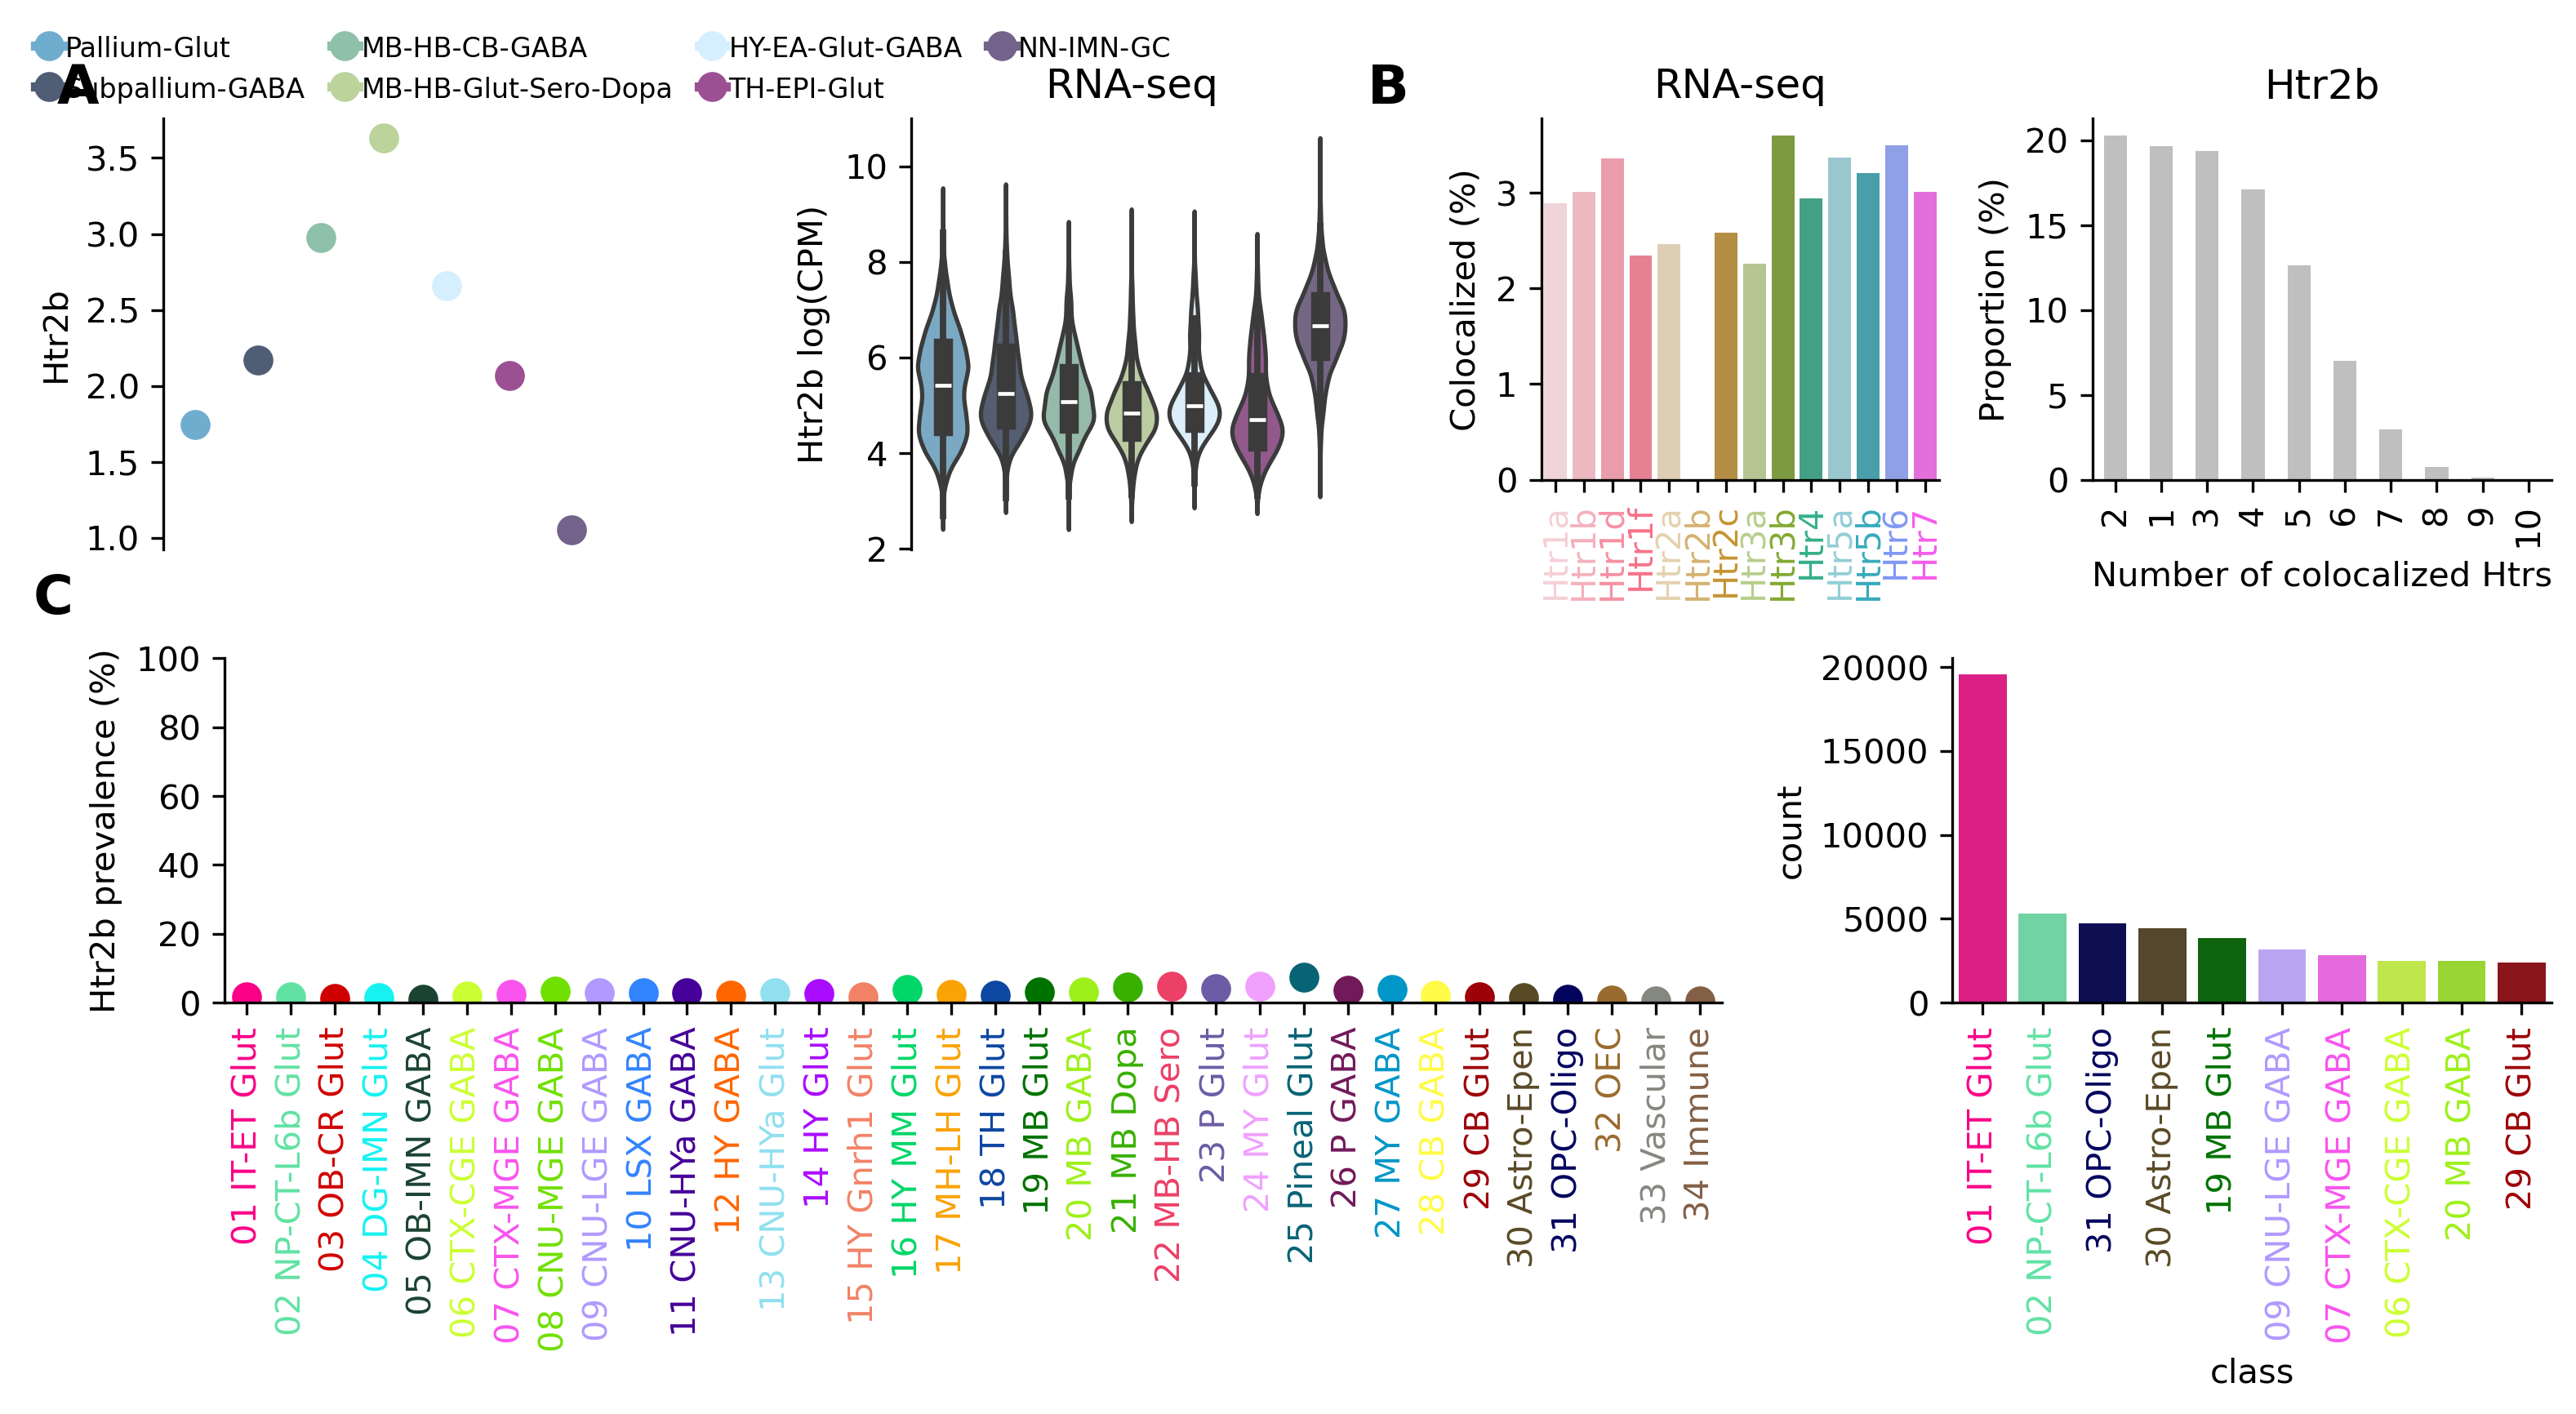 Pallium-Glut
MB-HB-CB-GABA
HY-EA-Glut-GABA
NN-IMN-GC
Subpallium-GABA
MB-HB-Glut-Sero-Dopa
TH-EPI-Glut
A
RNA-seq
B
RNA-seq
Htr2b
Htr2b
3.5
3.0
2.5
2.0
1.5
1.0
Htr2b log(CPM)
10
8
6
4
2
Colocalized (%)
3
2
1
0
Htr1a
Htr1b
Htr1d
Htr1f
Htr2a
Htr2b
Htr2c
Htr3a
Htr3b
Htr4
Htr5a
Htr5b
Htr6
Htr7
Proportion (%)
20
15
10
5
0
2
1
3
4
5
6
7
8
9
10
Number of colocalized Htrs
C
Htr2b prevalence (%)
100
80
60
40
20
0
01 IT-ET Glut
02 NP-CT-L6b Glut
03 OB-CR Glut
04 DG-IMN Glut
05 OB-IMN GABA
06 CTX-CGE GABA
07 CTX-MGE GABA
08 CNU-MGE GABA
09 CNU-LGE GABA
10 LSX GABA
11 CNU-HYa GABA
12 HY GABA
13 CNU-HYa Glut
14 HY Glut
15 HY Gnrh1 Glut
16 HY MM Glut
17 MH-LH Glut
18 TH Glut
19 MB Glut
20 MB GABA
21 MB Dopa
22 MB-HB Sero
23 P Glut
24 MY Glut
25 Pineal Glut
26 P GABA
27 MY GABA
28 CB GABA
29 CB Glut
30 Astro-Epen
31 OPC-Oligo
32 OEC
33 Vascular
34 Immune
count
20000
15000
10000
5000
0
01 IT-ET Glut
02 NP-CT-L6b Glut
31 OPC-Oligo
30 Astro-Epen
19 MB Glut
09 CNU-LGE GABA
07 CTX-MGE GABA
06 CTX-CGE GABA
20 MB GABA
29 CB Glut
class